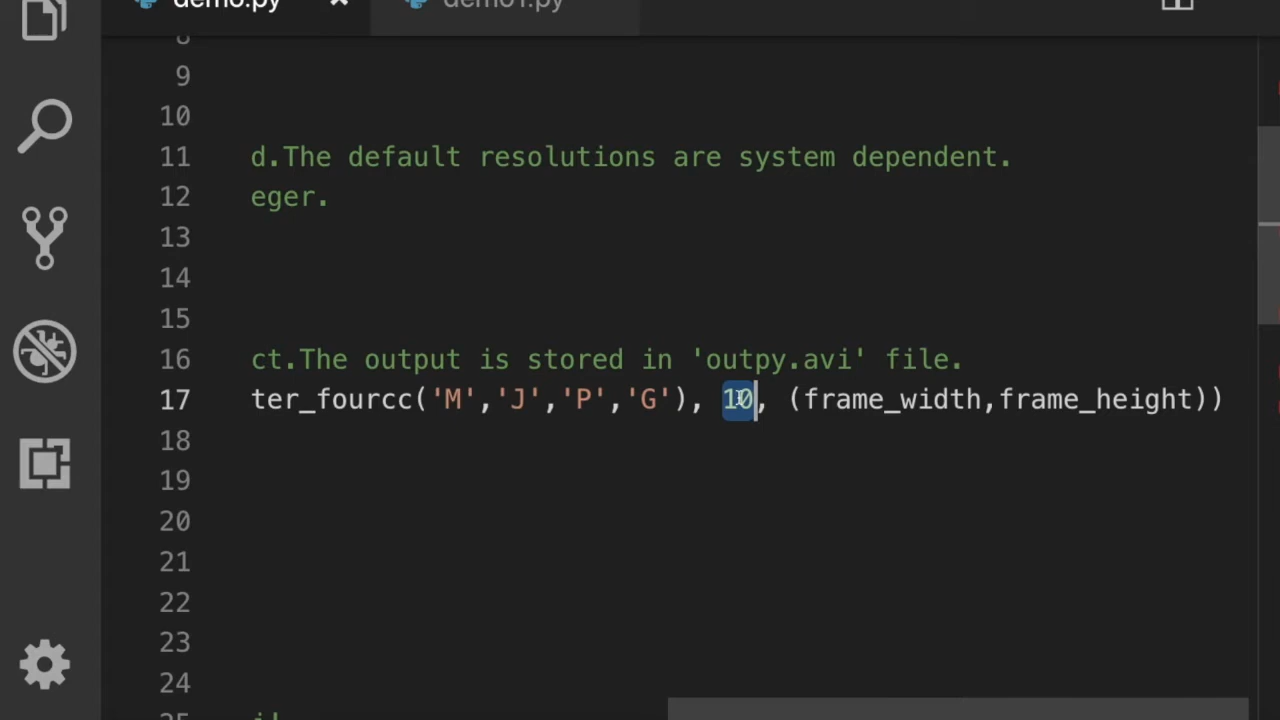 demo.py demo1.py
8
9
10
11 d.The default resolutions are system dependent.
12 eger.
13
14
15
16 ct.The output is stored in 'outpy.avi' file.
17 ter_fourcc('M','J','P','G'), 10, (frame_width,frame_height))
18
19
20
21
22
23
24
25